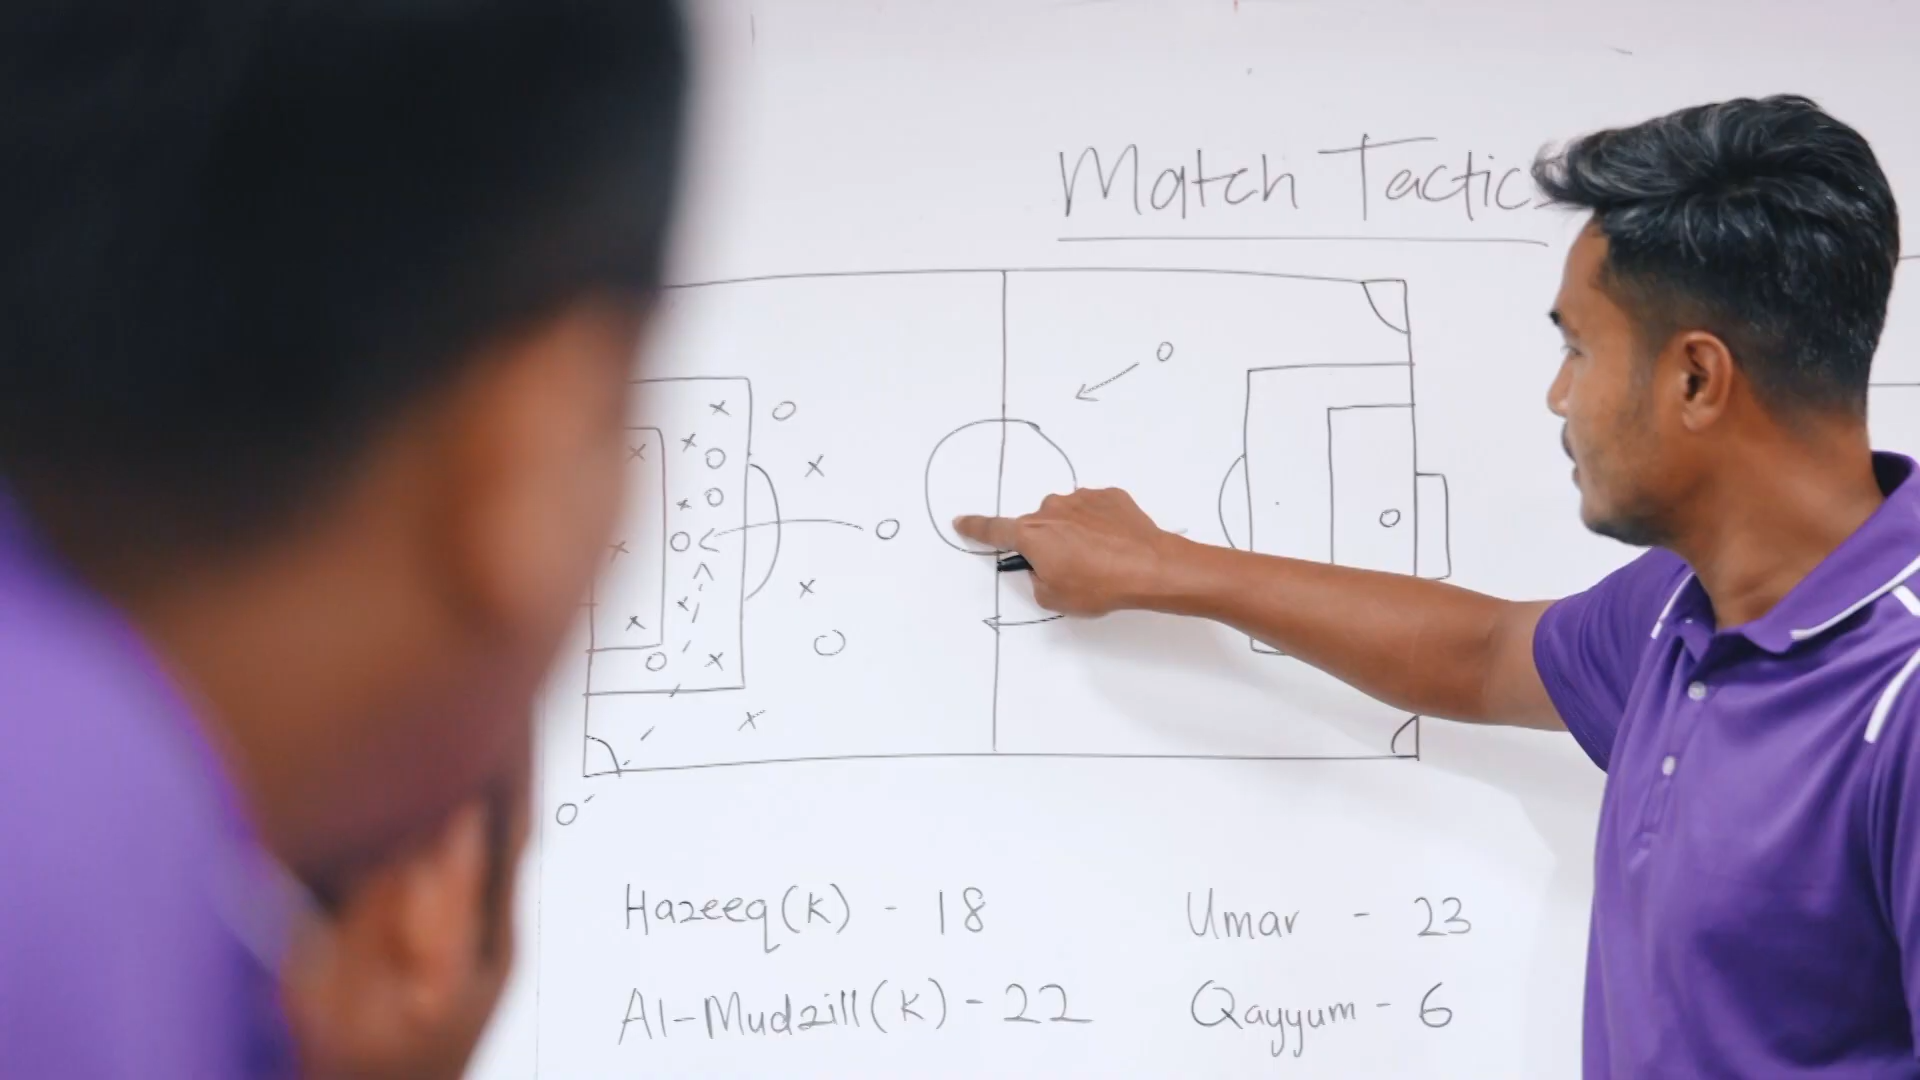 Match Tactics
Hazeeq(K) - 18
Umar - 23
Al-Mudzill(K) - 22
Qayyum - 6